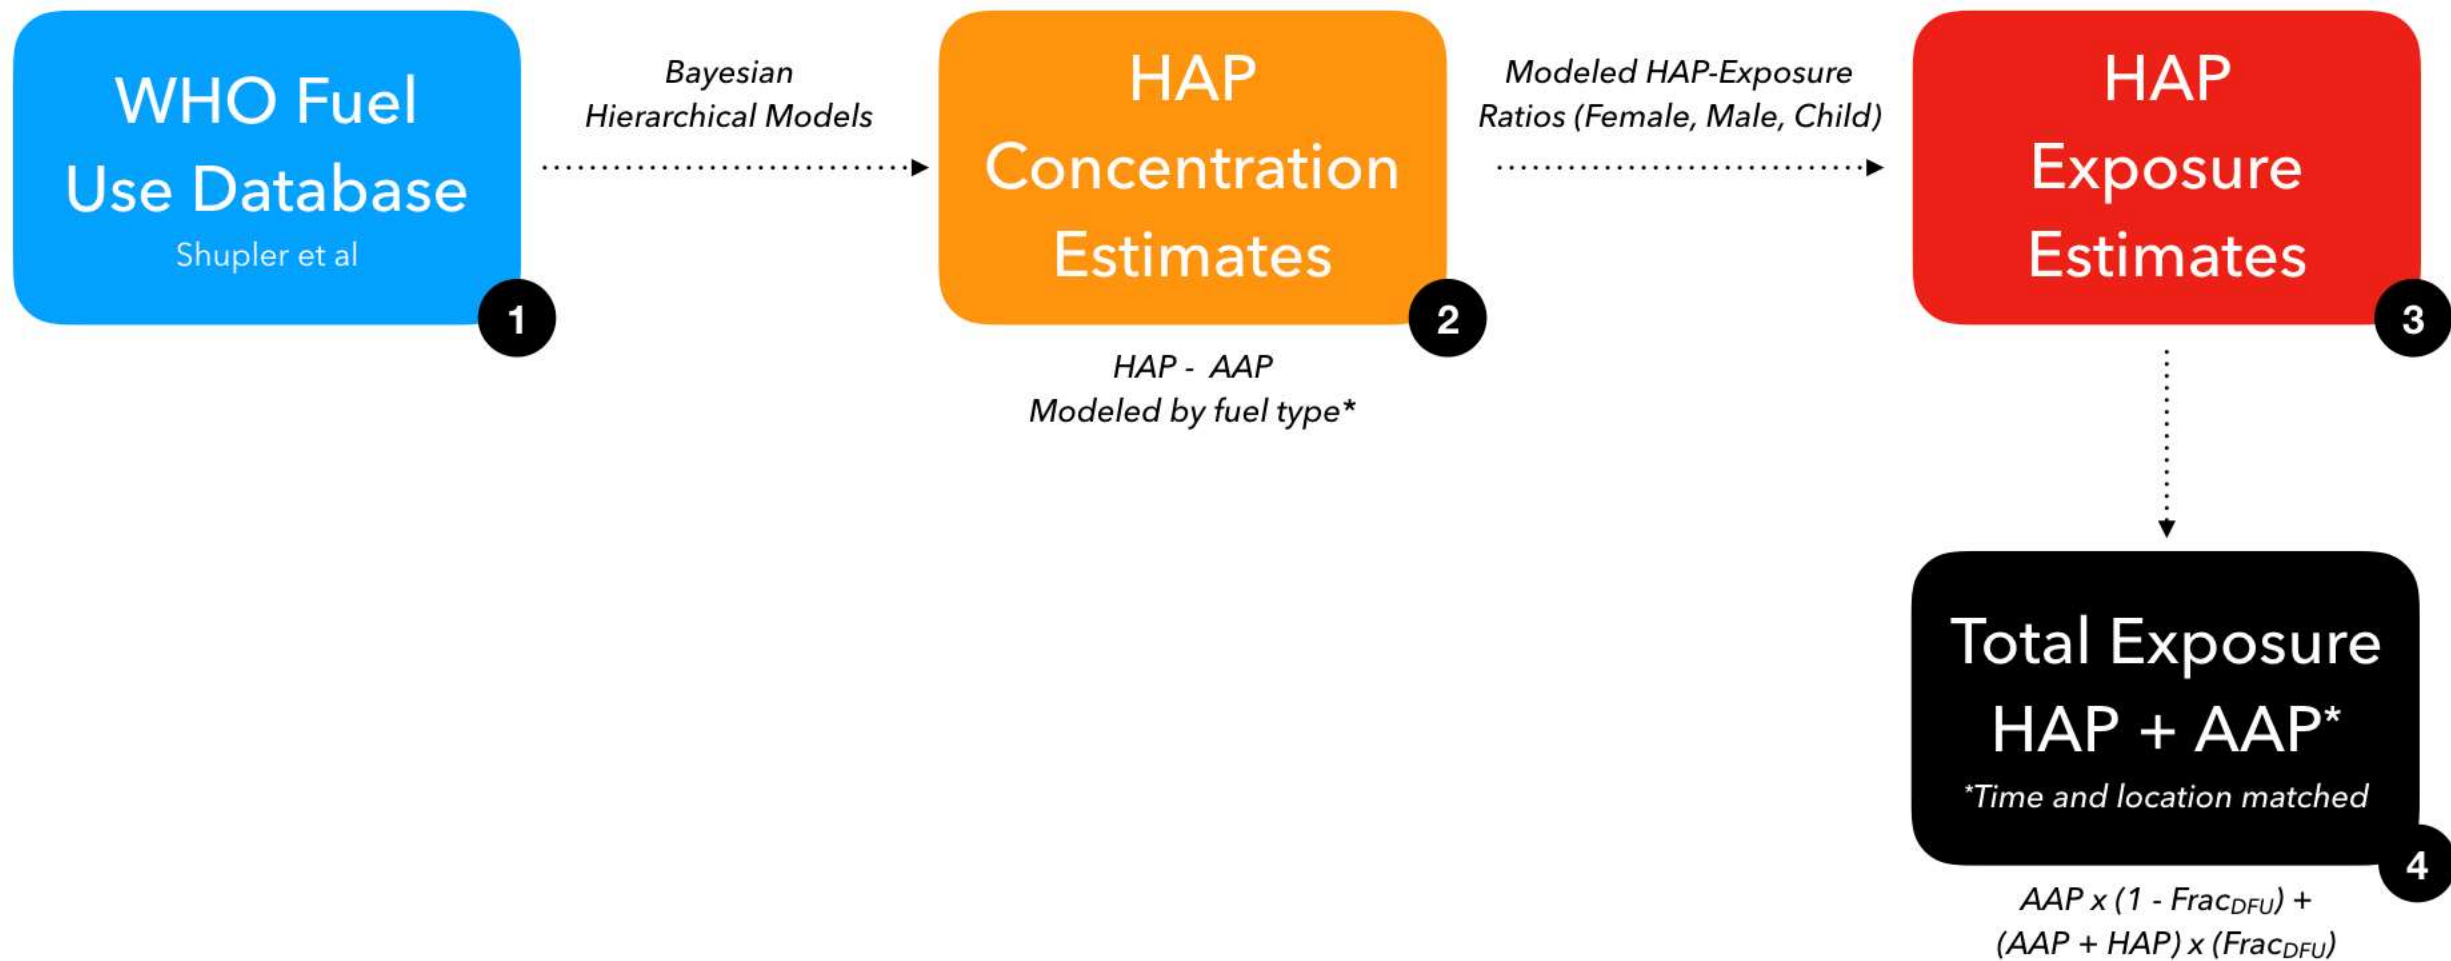 WHO Fuel
Use Database
Shupler et al
1
Bayesian
Hierarchical Models
HAP
Concentration
Estimates
2
HAP - AAP
Modeled by fuel type*
Modeled HAP-Exposure
Ratios (Female, Male, Child)
HAP
Exposure
Estimates
3
Total Exposure
HAP + AAP*
*Time and location matched
4
AAP x (1 - FracDFU) +
(AAP + HAP) x (FracDFU)